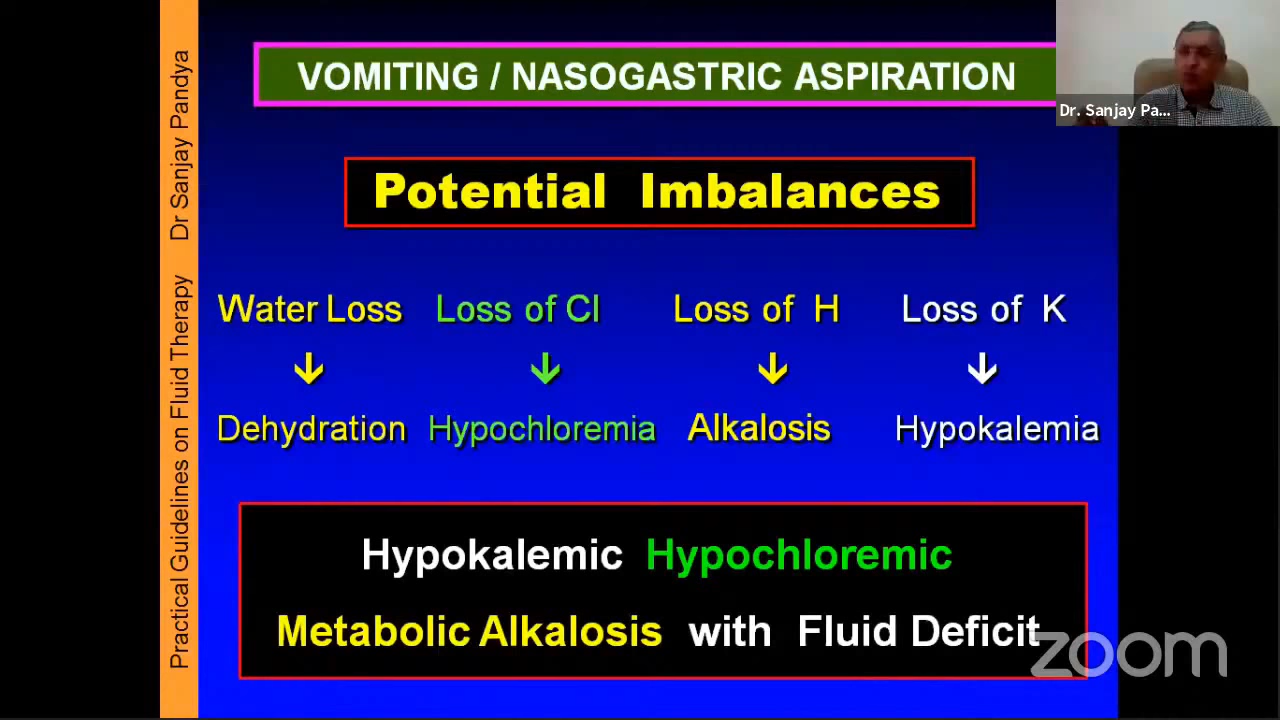 VOMITING / NASOGASTRIC ASPIRATION
Dr. Sanjay Pa...
Potential Imbalances
Water Loss Loss of Cl Loss of H Loss of K
Dehydration Hypochloremia Alkalosis Hypokalemia
Hypokalemic Hypochloremic
Metabolic Alkalosis with Fluid Deficit
zoom
Practical Guidelines on Fluid Therapy Dr Sanjay Pandya